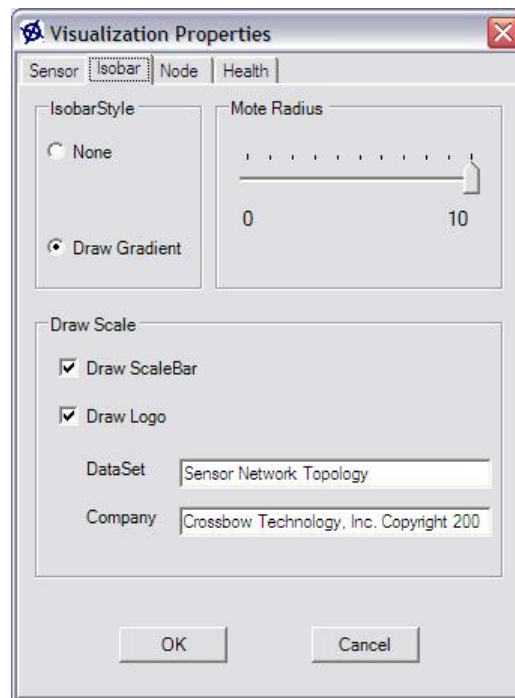 Visualization Properties
Sensor Isobar Node Health
IsobarStyle
None
Draw Gradient
Mote Radius
0 10
Draw Scale
Draw ScaleBar
Draw Logo
DataSet Sensor Network Topology
Company Crossbow Technology, Inc. Copyright 200
OK Cancel